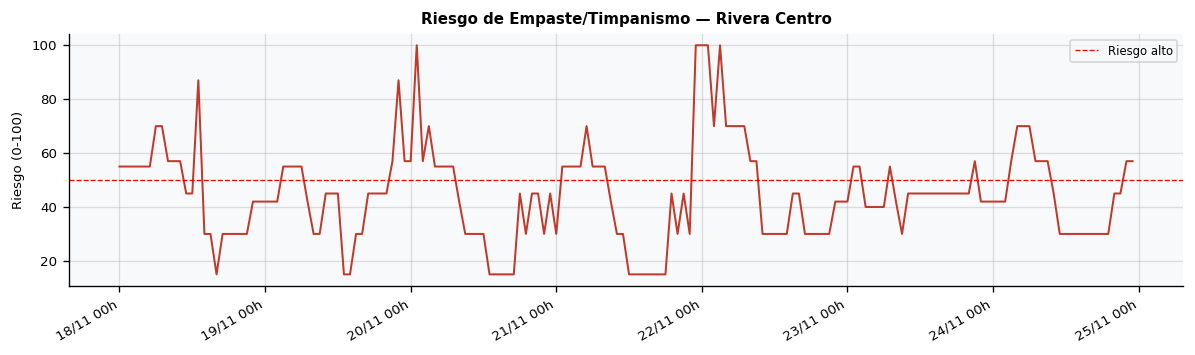 Riesgo de Empaste/Timpanismo — Rivera Centro
Riesgo alto
Riesgo (0-100)
100
80
60
40
20
18/11 00h
19/11 00h
20/11 00h
21/11 00h
22/11 00h
23/11 00h
24/11 00h
25/11 00h